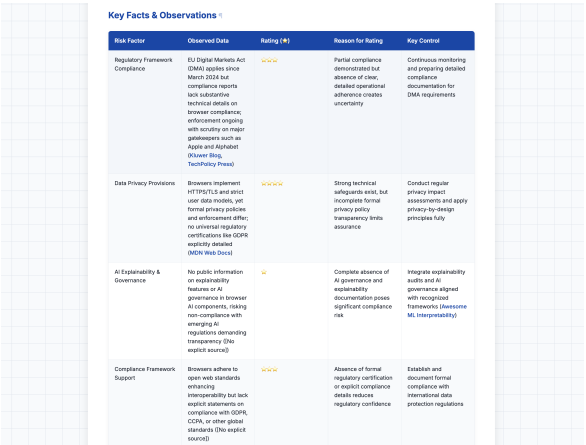 Key Facts & Observations ¶
Risk Factor
Observed Data
Rating (⭐)
Reason for Rating
Key Control
Regulatory Framework
Compliance
EU Digital Markets Act
(DMA) applies since
March 2024 but
compliance reports
lack substantive
technical details on
browser compliance;
enforcement ongoing
with scrutiny on major
gatekeepers such as
Apple and Alphabet
(Kluwer Blog,
TechPolicy Press)
⭐⭐⭐
Partial compliance
demonstrated but
absence of clear,
detailed operational
adherence creates
uncertainty
Continuous monitoring
and preparing detailed
compliance
documentation for
DMA requirements
Data Privacy Provisions
Browsers implement
HTTPS/TLS and strict
user data models, yet
formal privacy policies
and enforcement differ;
no universal regulatory
certifications like GDPR
explicitly detailed
(MDN Web Docs)
⭐⭐⭐⭐
Strong technical
safeguards exist, but
incomplete formal
privacy policy
transparency limits
assurance
Conduct regular
privacy impact
assessments and apply
privacy-by-design
principles fully
AI Explainability &
Governance
No public information
on explainability
features or AI
governance in browser
AI components, risking
non-compliance with
emerging AI
regulations demanding
transparency ([No
explicit source])
⭐
Complete absence of
AI governance and
explainability
documentation poses
significant compliance
risk
Integrate explainability
audits and AI
governance aligned
with recognized
frameworks (Awesome
ML Interpretability)
Compliance Framework
Support
Browsers adhere to
open web standards
enhancing
interoperability but lack
explicit statements on
compliance with GDPR,
CCPA, or other global
standards ([No explicit
source])
⭐⭐⭐
Absence of formal
regulatory certification
or explicit compliance
details reduces
regulatory confidence
Establish and
document formal
compliance with
international data
protection regulations